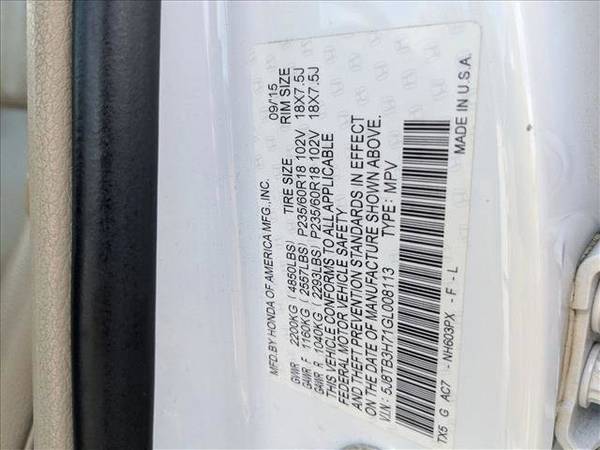 MFD.BY HONDA OF AMERICA MFG.,INC. 09/'15
TIRE SIZE RIM SIZE
GVWR 2200KG ( 4850LBS)
GAWR F 1160KG ( 2557LBS) P235/60R18 102V 18X7.5J
GAWR R 1040KG ( 2293LBS) P235/60R18 102V 18X7.5J
THIS VEHICLE CONFORMS TO ALL APPLICABLE
FEDERAL MOTOR VEHICLE SAFETY
AND THEFT PREVENTION STANDARDS IN EFFECT
ON THE DATE OF MANUFACTURE SHOWN ABOVE.
V.I.N.: 5J8TB3H71GL008113 TYPE: MPV
TX5 G AC7 - NH603PX - F - L MADE IN U.S.A.